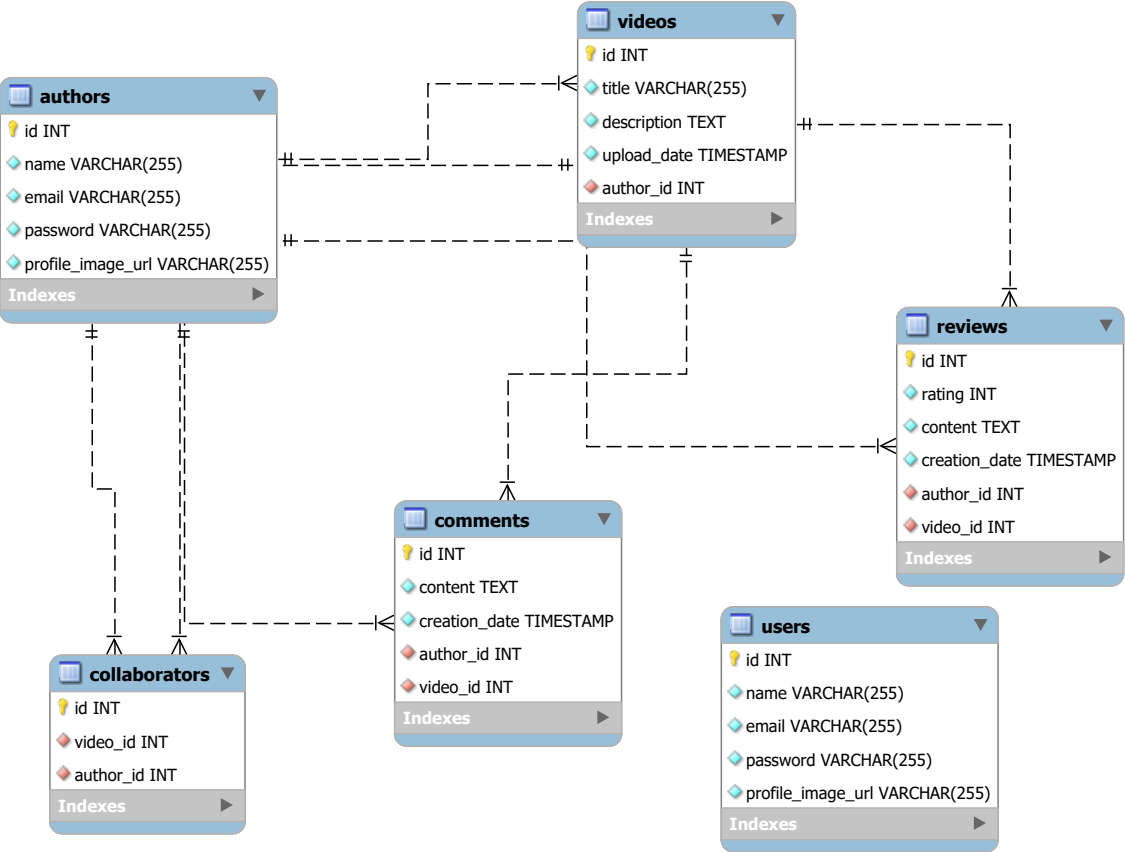 videos
id INT
title VARCHAR(255)
description TEXT
upload_date TIMESTAMP
author_id INT
Indexes
authors
id INT
name VARCHAR(255)
email VARCHAR(255)
password VARCHAR(255)
profile_image_url VARCHAR(255)
Indexes
reviews
id INT
rating INT
content TEXT
creation_date TIMESTAMP
author_id INT
video_id INT
Indexes
comments
id INT
content TEXT
creation_date TIMESTAMP
author_id INT
video_id INT
Indexes
users
id INT
name VARCHAR(255)
email VARCHAR(255)
password VARCHAR(255)
profile_image_url VARCHAR(255)
Indexes
collaborators
id INT
video_id INT
author_id INT
Indexes